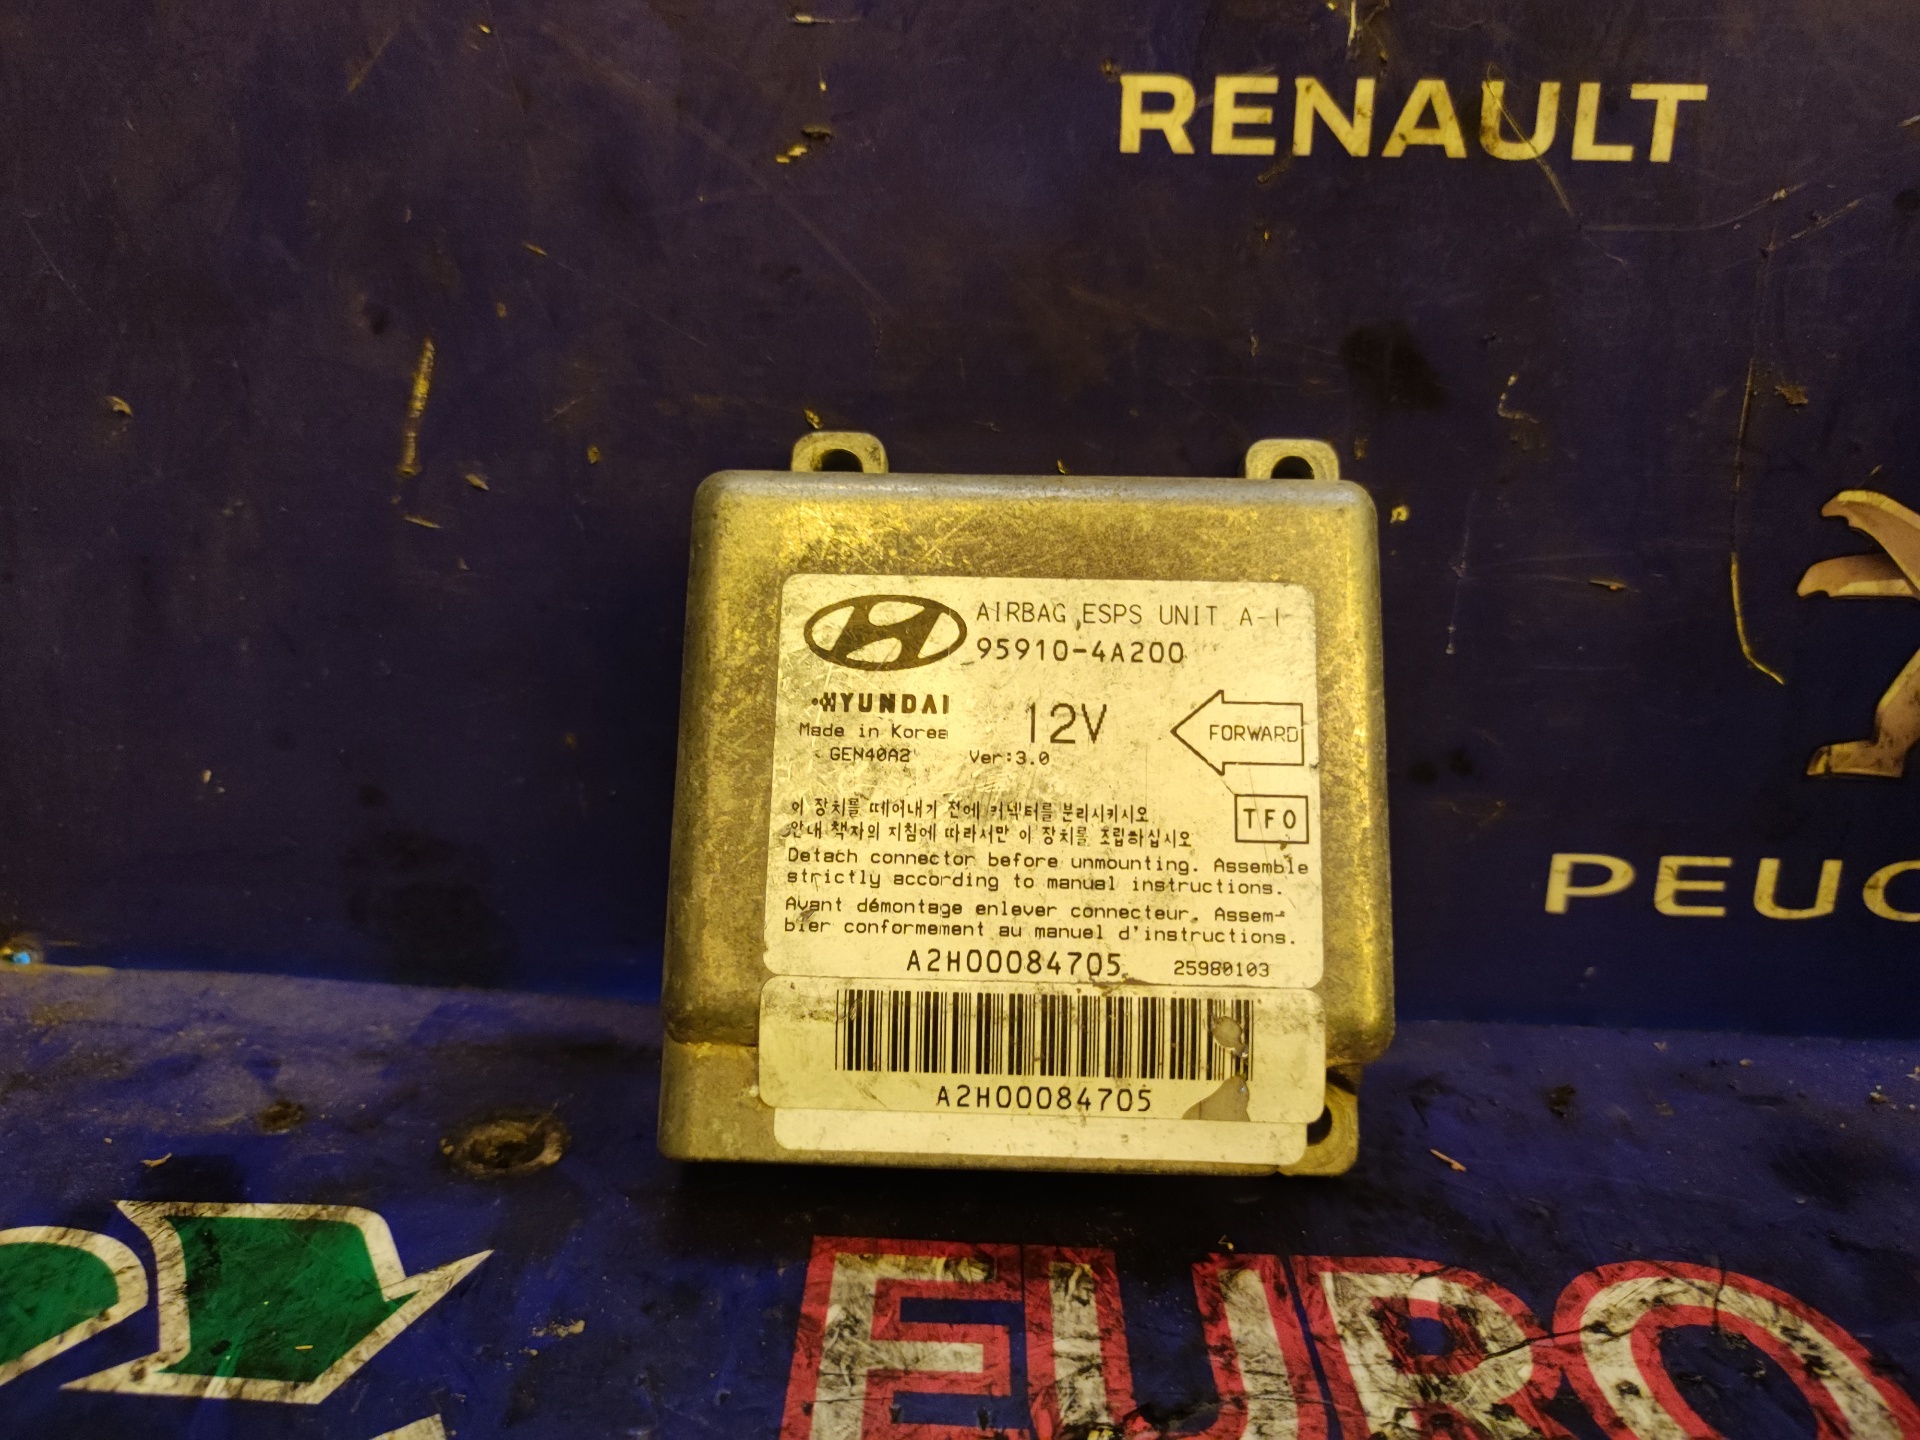 RENAULT
AIRBAG ESPS UNIT A-I
95910-4A200
HYUNDAI
Made in Korea
GEN40A2
12V
Ver:3.0
FORWARD
TFO
이 장치를 떼어내기 전에 커넥터를 분리시키시오
안내 책자의 지침에 따라서만 이 장치를 조립하십시오
Detach connector before unmounting. Assemble
strictly according to manual instructions.
Avant démontage enlever connecteur. Assem-
bier conformement au manuel d'instructions.
A2H00084705
25980103
A2H00084705
PEUG
EURO